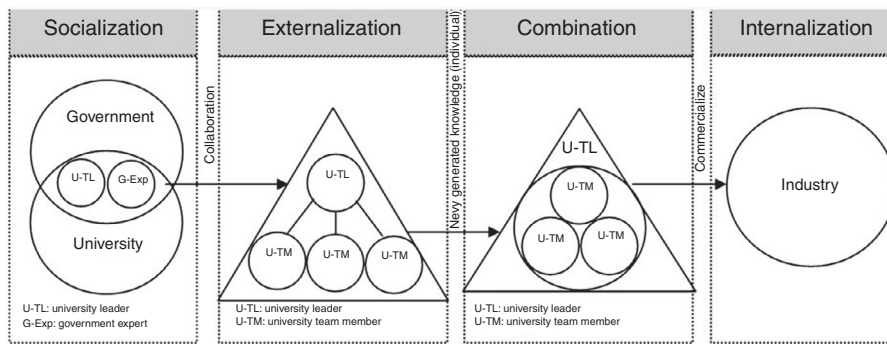 Socialization
Externalization
Combination
Internalization
Government
U-TL
G-Exp
University
U-TL: university leader
G-Exp: government expert
Collaboration
U-TL
U-TM
U-TM
U-TM
U-TL: university leader
U-TM: university team member
Nevy generated knowledge (individual)
U-TL
U-TM
U-TM
U-TM
U-TL: university leader
U-TM: university team member
Commercialize
Industry